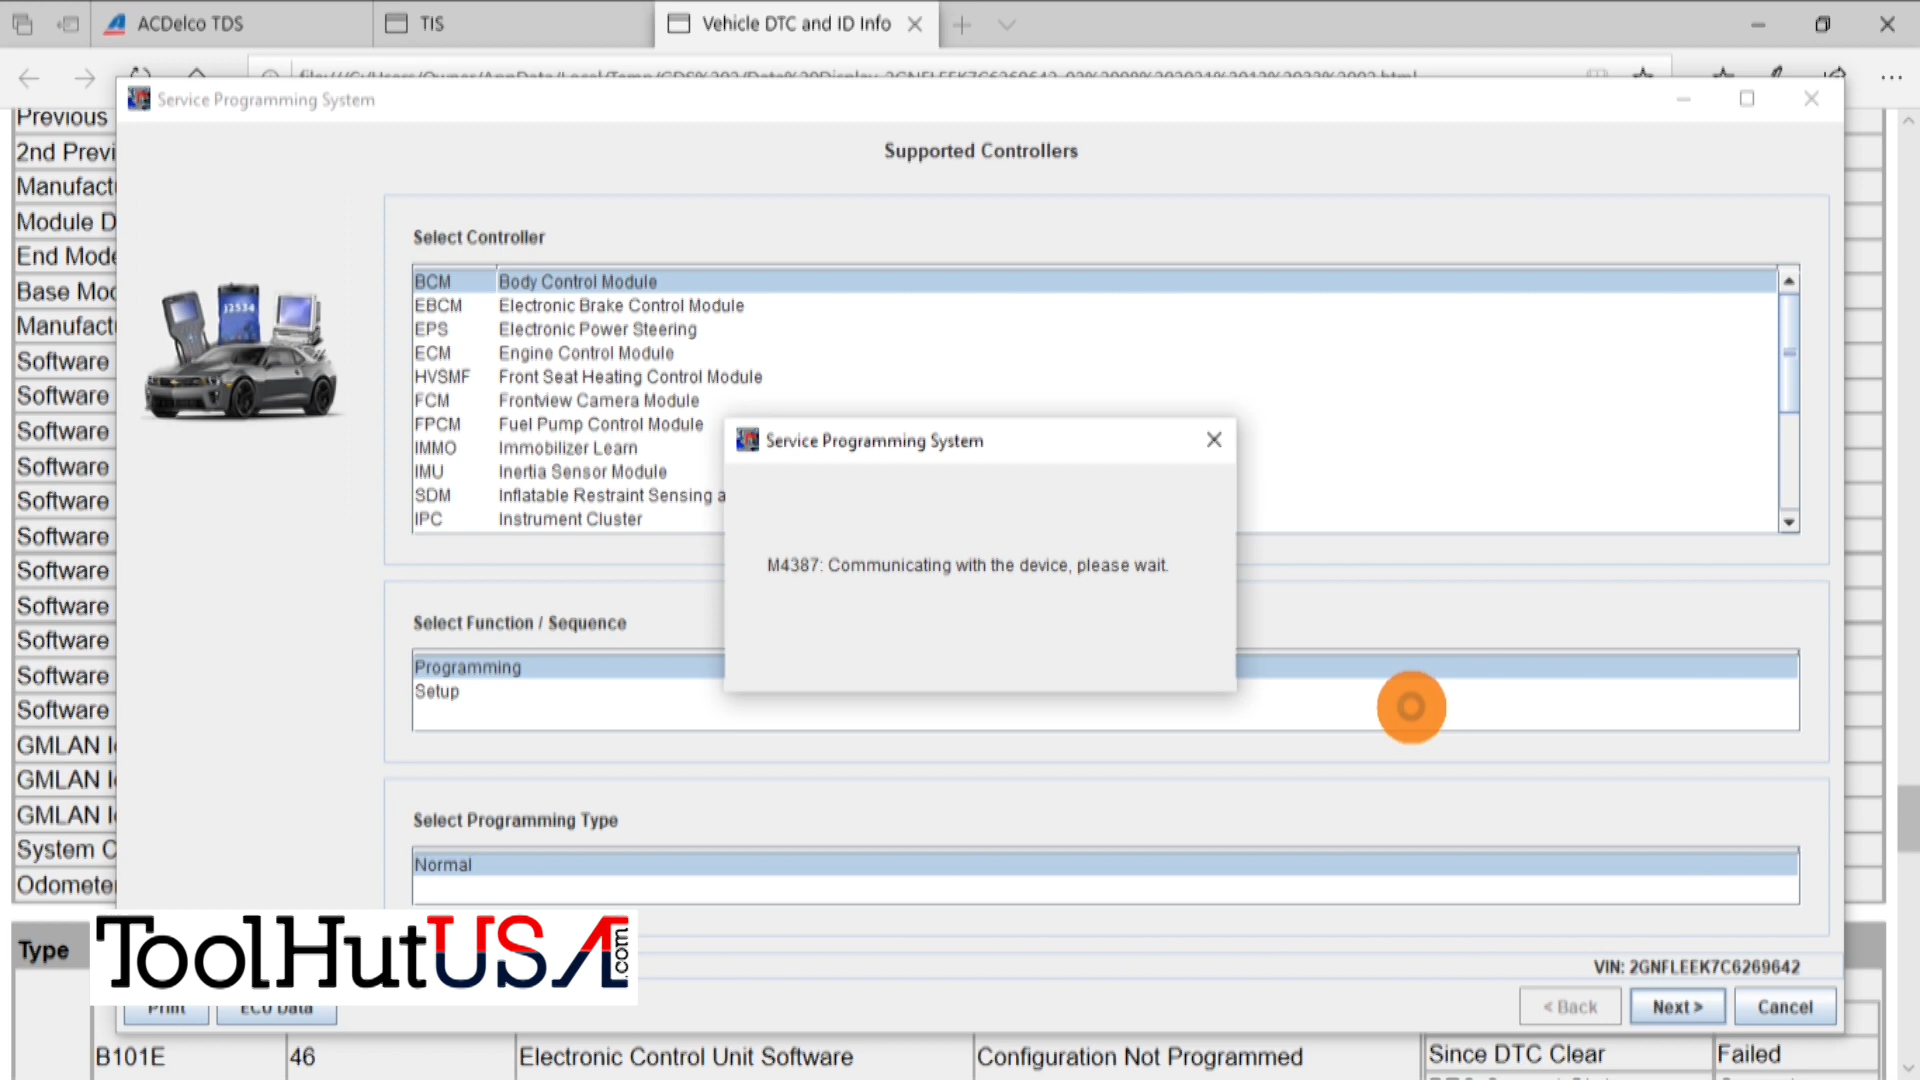 ACDelco TDS
TIS
Vehicle DTC and ID Info
Service Programming System
Supported Controllers
Previous
2nd Previ
Manufact
Module D
End Mode
Base Moc
Manufact
Software
Software
Software
Software
Software
Software
Software
Software
Software
Software
Software
GMLAN I
GMLAN I
GMLAN I
System C
Odomete
J2534
Select Controller
BCM Body Control Module
EBCM Electronic Brake Control Module
EPS Electronic Power Steering
ECM Engine Control Module
HVSMF Front Seat Heating Control Module
FCM Frontview Camera Module
FPCM Fuel Pump Control Module
IMMO Immobilizer Learn
IMU Inertia Sensor Module
SDM Inflatable Restraint Sensing a
IPC Instrument Cluster
Service Programming System
M4387: Communicating with the device, please wait.
Select Function / Sequence
Programming
Setup
Select Programming Type
Normal
ToolHutUSA.com
VIN: 2GNFLEEK7C6269642
Print
ECU Data
< Back
Next >
Cancel
Type
B101E 46 Electronic Control Unit Software Configuration Not Programmed Since DTC Clear Failed